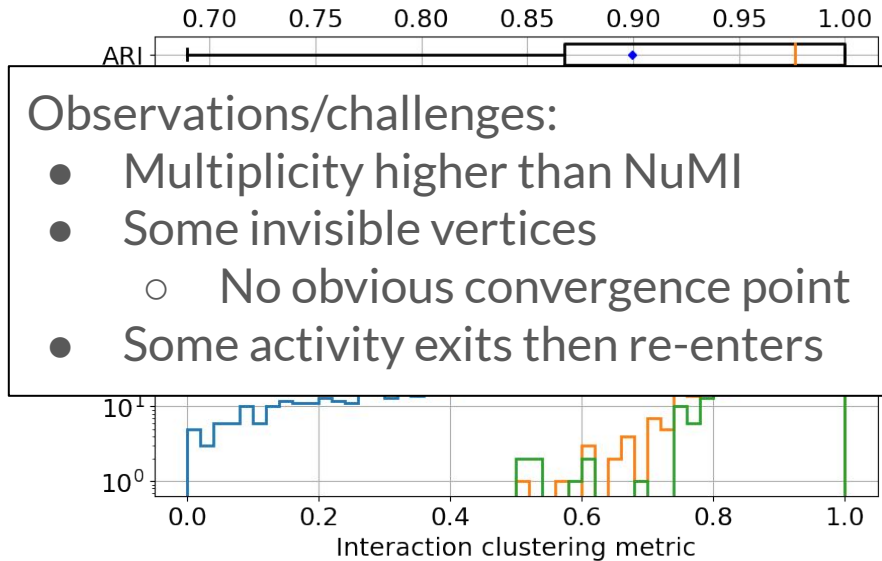 0.70 0.75 0.80 0.85 0.90 0.95 1.00
ARI
Observations/challenges:
● Multiplicity higher than NuMI
● Some invisible vertices
○ No obvious convergence point
● Some activity exits then re-enters
10¹
10⁰
0.0 0.2 0.4 0.6 0.8 1.0
Interaction clustering metric